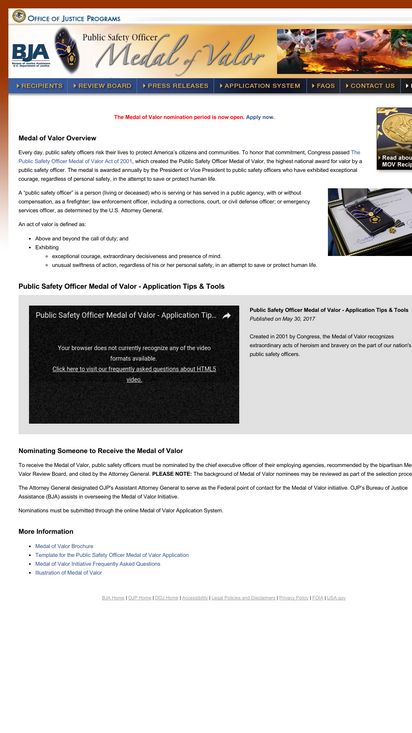 OFFICE OF JUSTICE PROGRAMS
BJA
Bureau of Justice Assistance
U.S. Department of Justice
Public Safety Officer
Medal of Valor
RECIPIENTS
REVIEW BOARD
PRESS RELEASES
APPLICATION SYSTEM
FAQS
CONTACT US
The Medal of Valor nomination period is now open. Apply now.
Read abou
MOV Recip
Medal of Valor Overview
Every day, public safety officers risk their lives to protect America's citizens and communities. To honor that commitment, Congress passed The
Public Safety Officer Medal of Valor Act of 2001, which created the Public Safety Officer Medal of Valor, the highest national award for valor by a
public safety officer. The medal is awarded annually by the President or Vice President to public safety officers who have exhibited exceptional
courage, regardless of personal safety, in the attempt to save or protect human life.
A "public safety officer" is a person (living or deceased) who is serving or has served in a public agency, with or without
compensation, as a firefighter, law enforcement officer, including a corrections, court, or civil defense officer; or emergency
services officer, as determined by the U.S. Attorney General.
An act of valor is defined as:
Above and beyond the call of duty; and
Exhibiting
exceptional courage, extraordinary decisiveness and presence of mind.
unusual swiftness of action, regardless of his or her personal safety, in an attempt to save or protect human life.
Public Safety Officer Medal of Valor - Application Tips & Tools
Public Safety Officer Medal of Valor - Application Tip...
Your browser does not currently recognize any of the video
formats available.
Click here to visit our frequently asked questions about HTML5
video.
Public Safety Officer Medal of Valor - Application Tips & Tools
Published on May 30, 2017
Created in 2001 by Congress, the Medal of Valor recognizes
extraordinary acts of heroism and bravery on the part of our nation's
public safety officers.
Nominating Someone to Receive the Medal of Valor
To receive the Medal of Valor, public safety officers must be nominated by the chief executive officer of their employing agencies, recommended by the bipartisan Me
Valor Review Board, and cited by the Attorney General. PLEASE NOTE: The background of Medal of Valor nominees may be reviewed as part of the selection proce
The Attorney General designated OJP's Assistant Attorney General to serve as the Federal point of contact for the Medal of Valor initiative. OJP's Bureau of Justice
Assistance (BJA) assists in overseeing the Medal of Valor Initiative.
Nominations must be submitted through the online Medal of Valor Application System.
More Information
Medal of Valor Brochure
Template for the Public Safety Officer Medal of Valor Application
Medal of Valor Initiative Frequently Asked Questions
Illustration of Medal of Valor
BJA Home | OJP Home | DOJ Home | Accessibility | Legal Policies and Disclaimers | Privacy Policy | FOIA | USA.gov